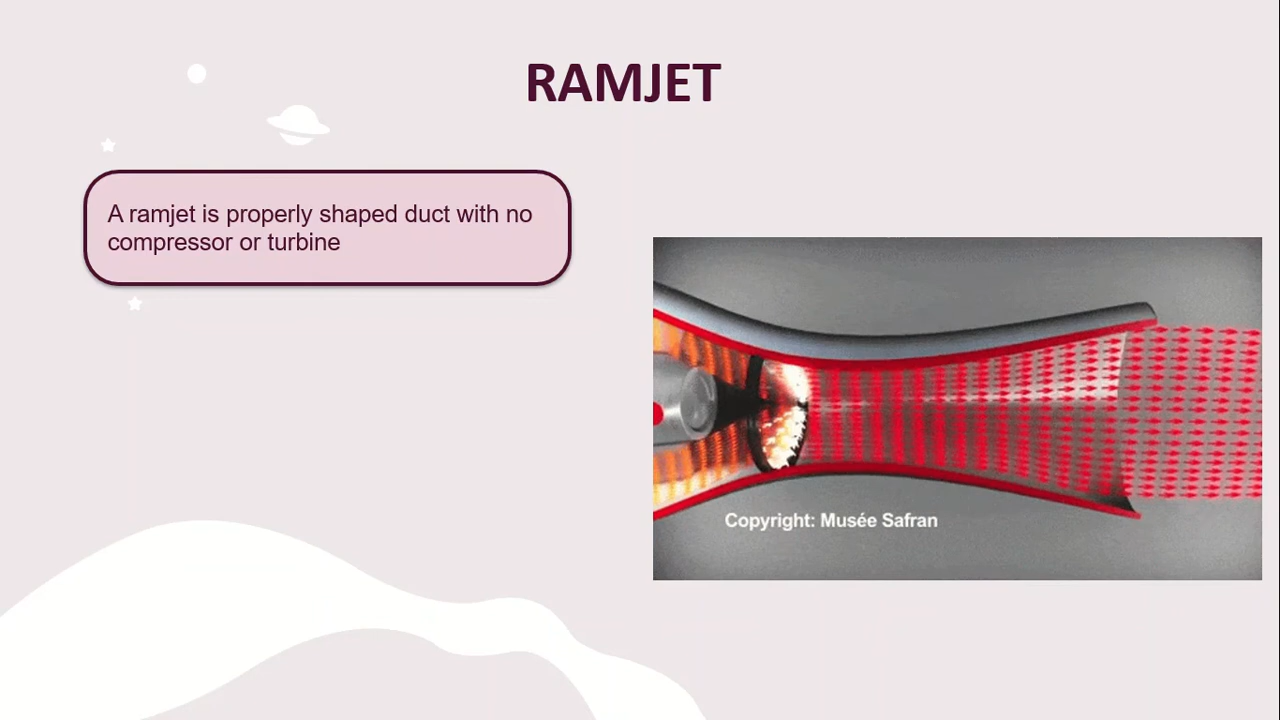 RAMJET
A ramjet is properly shaped duct with no
compressor or turbine
Copyright: Musée Safran